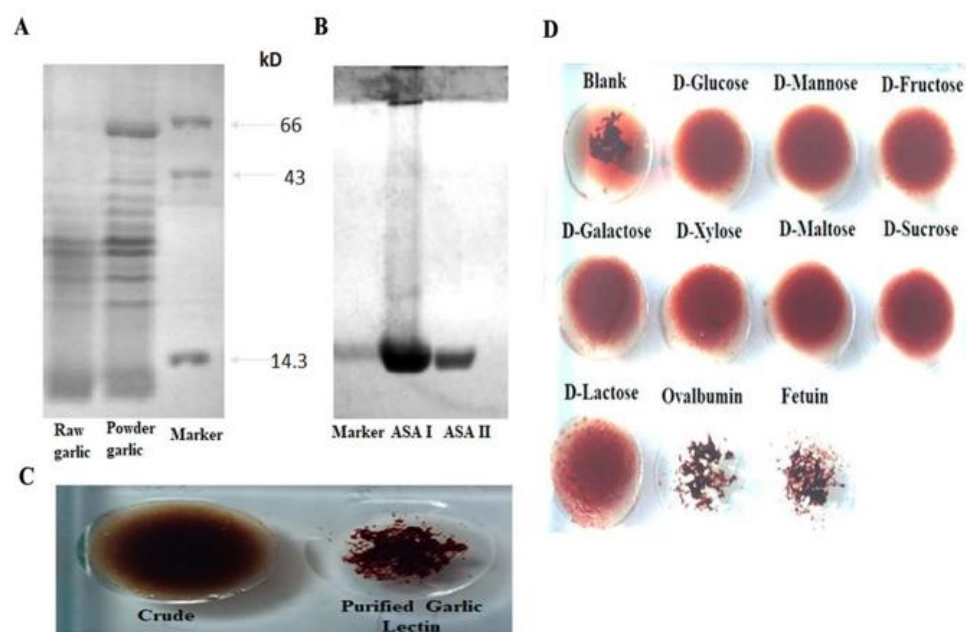 A
kD
66
43
14.3
Raw garlic
Powder garlic
Marker
B
Marker ASA I ASA II
C
Crude
Purified Garlic
Lectin
D
Blank D-Glucose D-Mannose D-Fructose
D-Galactose D-Xylose D-Maltose D-Sucrose
D-Lactose Ovalbumin Fetuin